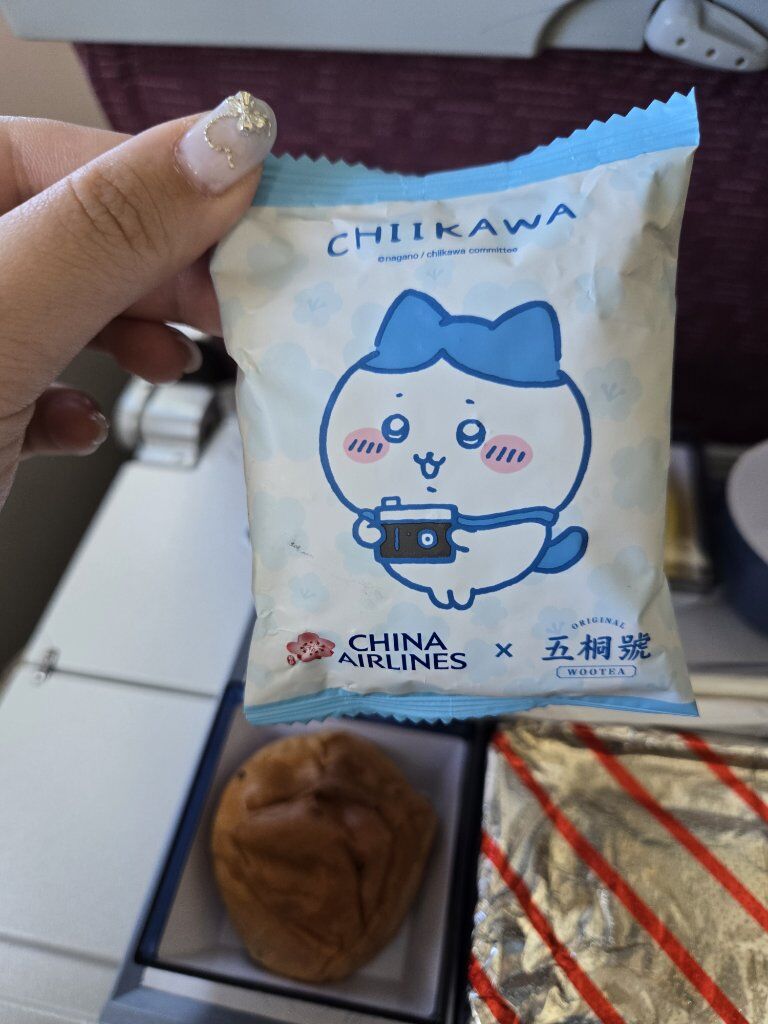 CHIIKAWA
©nagano / chiikawa committee
CHINA
AIRLINES
×
ORIGINAL
五桐號
WOOTEA